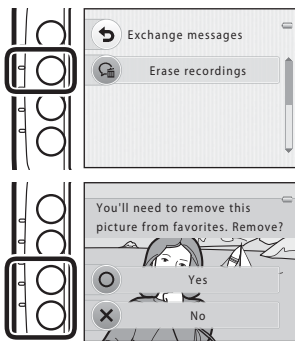 Exchange messages
Erase recordings
You'll need to remove this
picture from favorites. Remove?
Yes
No